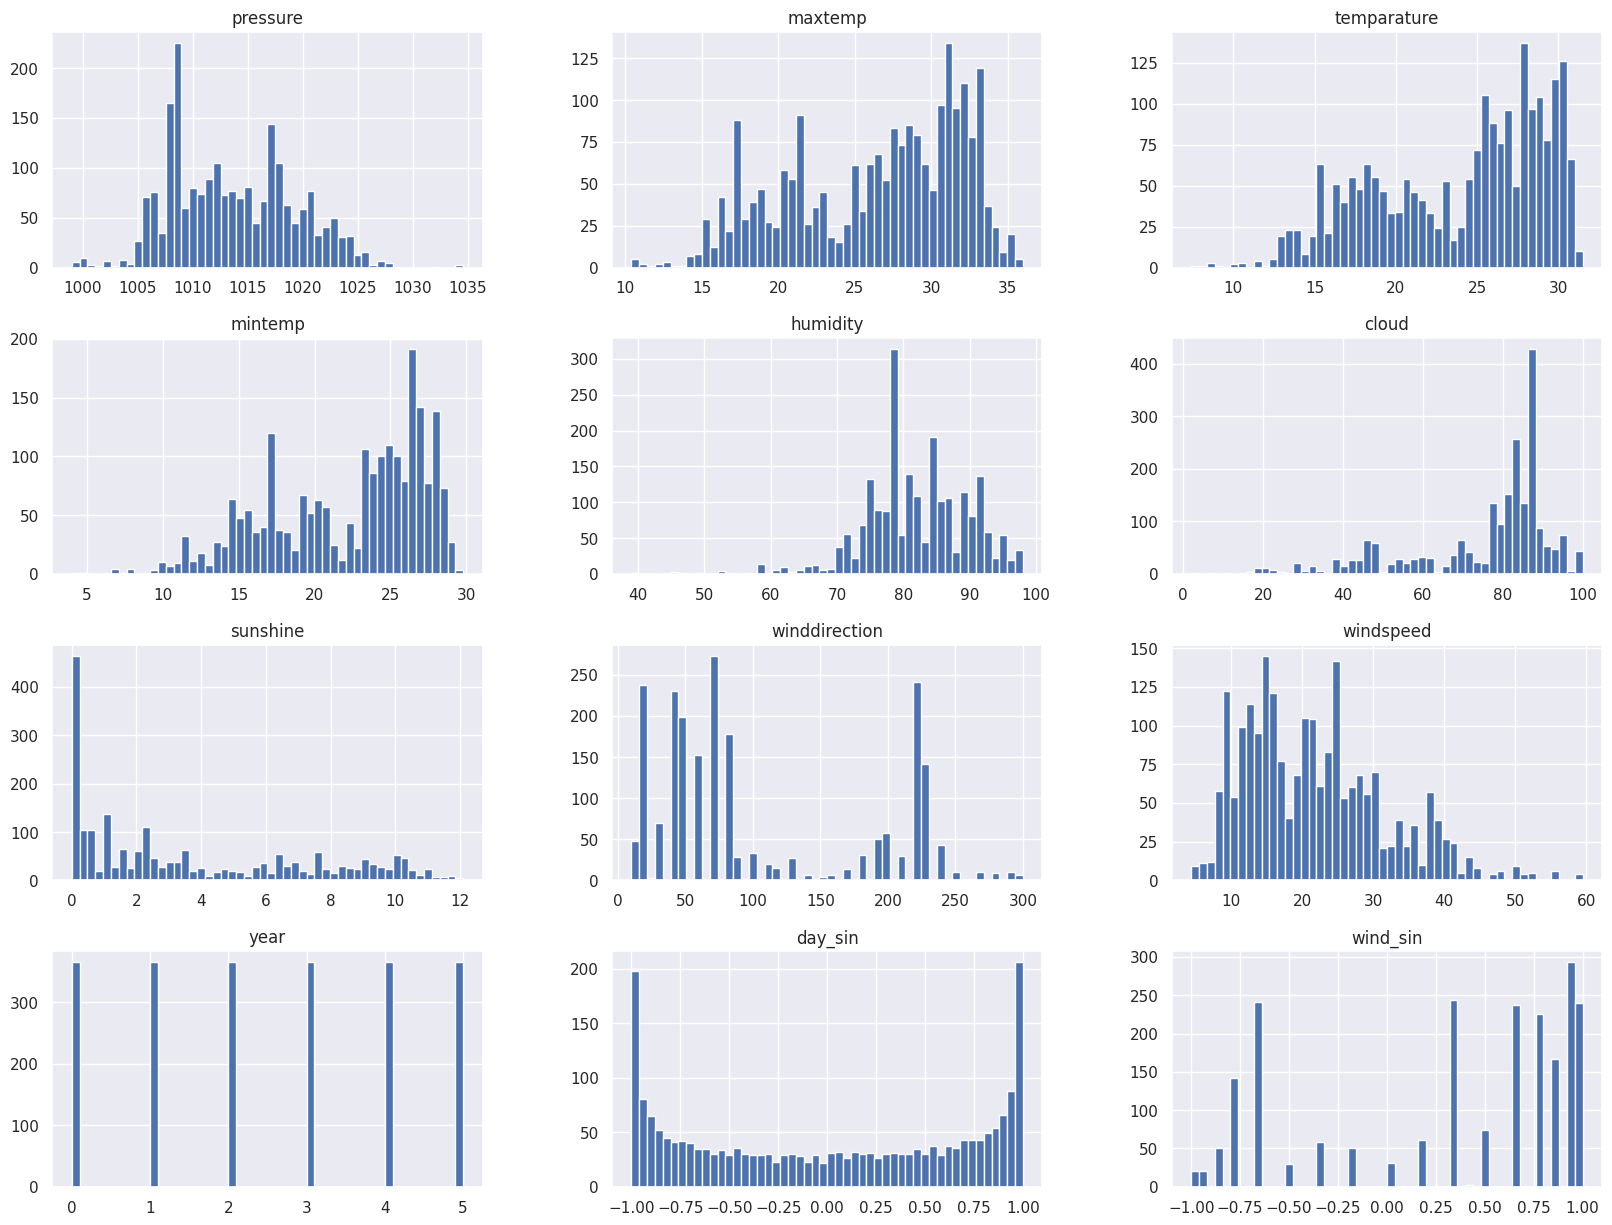 pressure maxtemp temparature
200 125 125
150 100 100
100 75 75
50 50 50
0 25 25
0 0
1000 1005 1010 1015 1020 1025 1030 1035 10 15 20 25 30 35 10 15 20 25 30
mintemp humidity cloud
200 300 400
150 250 300
100 200 200
50 150 100
0 100 0
50
0
5 10 15 20 25 30 40 50 60 70 80 90 100 0 20 40 60 80 100
sunshine winddirection windspeed
400 250 150
300 200 125
200 150 100
100 100 75
0 50 50
0 25
0
0 2 4 6 8 10 12 0 50 100 150 200 250 300 10 20 30 40 50 60
year day_sin wind_sin
300 200 300
200 150 250
100 100 200
0 50 150
0 100
50
0
0 1 2 3 4 5 −1.00 −0.75 −0.50 −0.25 0.00 0.25 0.50 0.75 1.00 −1.00 −0.75 −0.50 −0.25 0.00 0.25 0.50 0.75 1.00